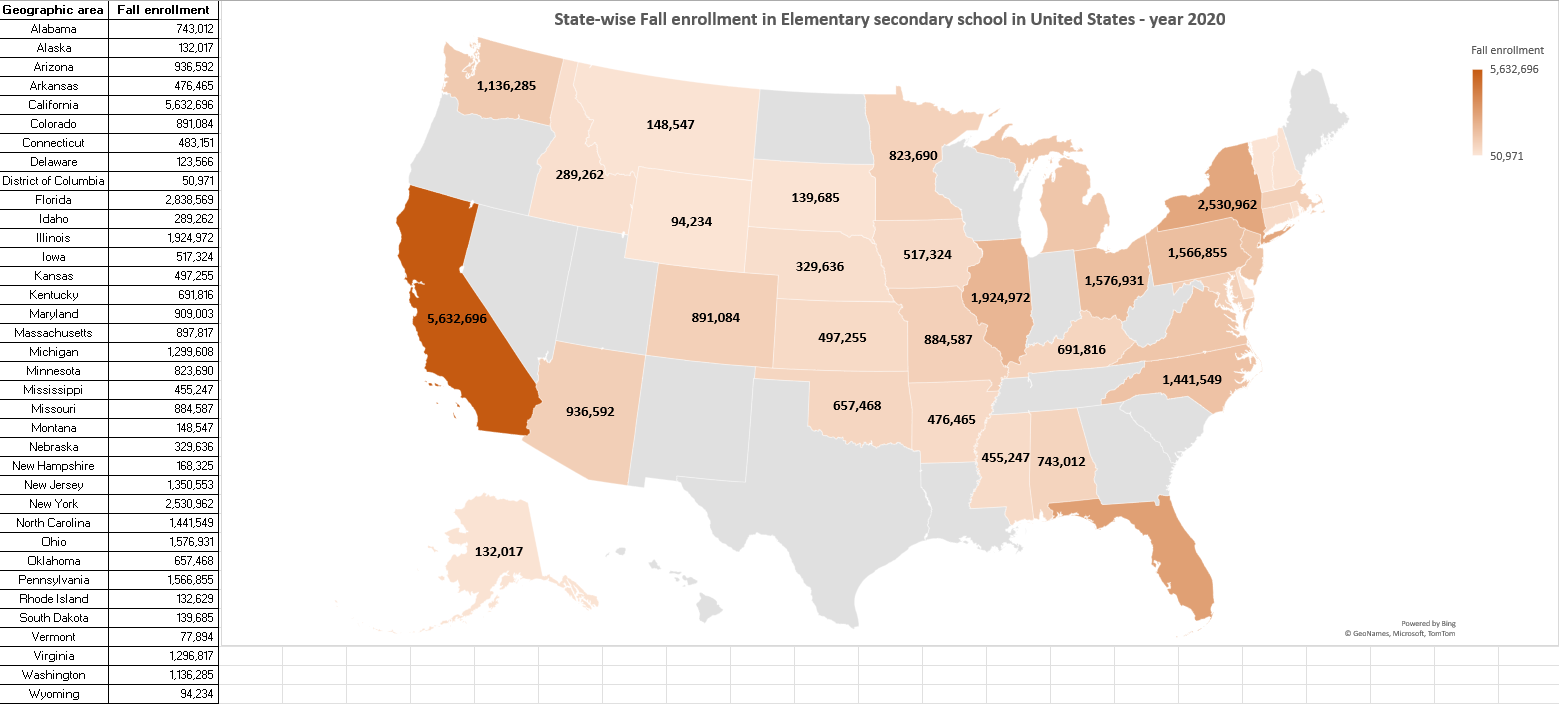 Geographic area Fall enrollment
Alabama 743,012
Alaska 132,017
Arizona 936,592
Arkansas 476,465
California 5,632,696
Colorado 891,084
Connecticut 483,151
Delaware 123,566
District of Columbia 50,971
Florida 2,838,569
Idaho 289,262
Illinois 1,924,972
Iowa 517,324
Kansas 497,255
Kentucky 691,816
Maryland 909,003
Massachusetts 897,817
Michigan 1,299,608
Minnesota 823,690
Mississippi 455,247
Missouri 884,587
Montana 148,547
Nebraska 329,636
New Hampshire 168,325
New Jersey 1,350,553
New York 2,530,962
North Carolina 1,441,549
Ohio 1,576,931
Oklahoma 657,468
Pennsylvania 1,566,855
Rhode Island 132,629
South Dakota 139,685
Vermont 77,894
Virginia 1,296,817
Washington 1,136,285
Wyoming 94,234
State-wise Fall enrollment in Elementary secondary school in United States - year 2020
Fall enrollment
5,632,696
50,971
1,136,285
148,547
823,690
289,262
139,685
2,530,962
94,234
517,324
1,566,855
329,636
1,576,931
1,924,972
5,632,696
891,084
497,255
884,587
691,816
1,441,549
936,592
657,468
476,465
455,247
743,012
132,017
Powered by Bing
© GeoNames, Microsoft, TomTom